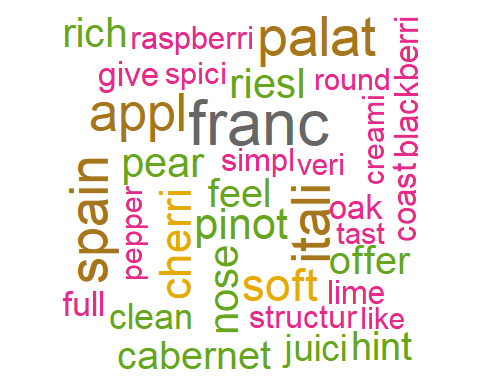 rich raspberri palat
give spici riesl round
blackberri
appl franc
creami
pear simpl veri
coast
spain
pepper
cherri
feel
itali
oak
pinot
tast
nose
offer
full
soft lime
clean
structur like
cabernet juici hint